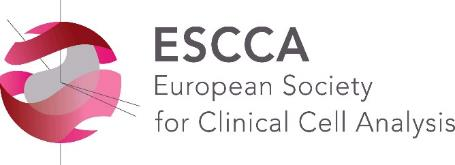 ESCCA
European Society
for Clinical Cell Analysis